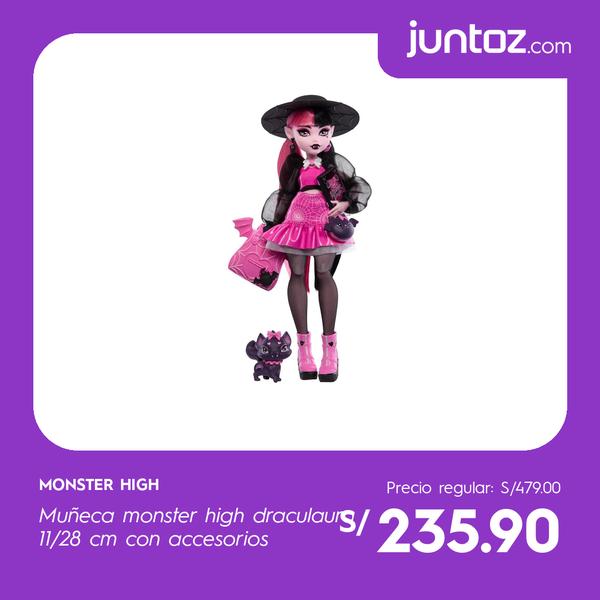 juntoz.com
MONSTER HIGH
Muñeca monster high draculaura
11/28 cm con accesorios
Precio regular: S/479.00
S/ 235.90